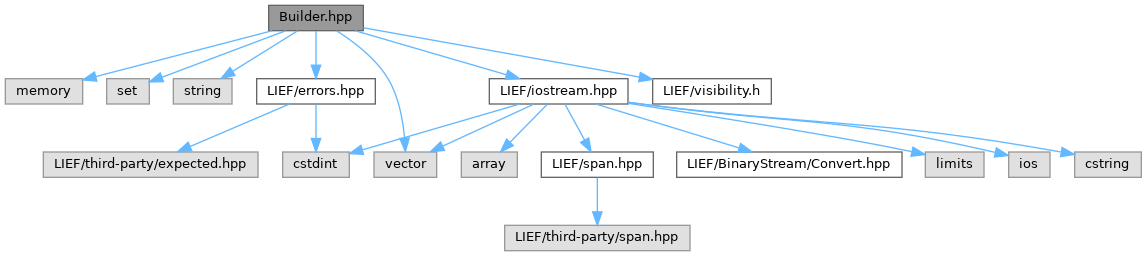 Builder.hpp
memory
set
string
LIEF/errors.hpp
LIEF/iostream.hpp
LIEF/visibility.h
LIEF/third-party/expected.hpp
cstdint
vector
array
LIEF/span.hpp
LIEF/BinaryStream/Convert.hpp
limits
ios
cstring
LIEF/third-party/span.hpp